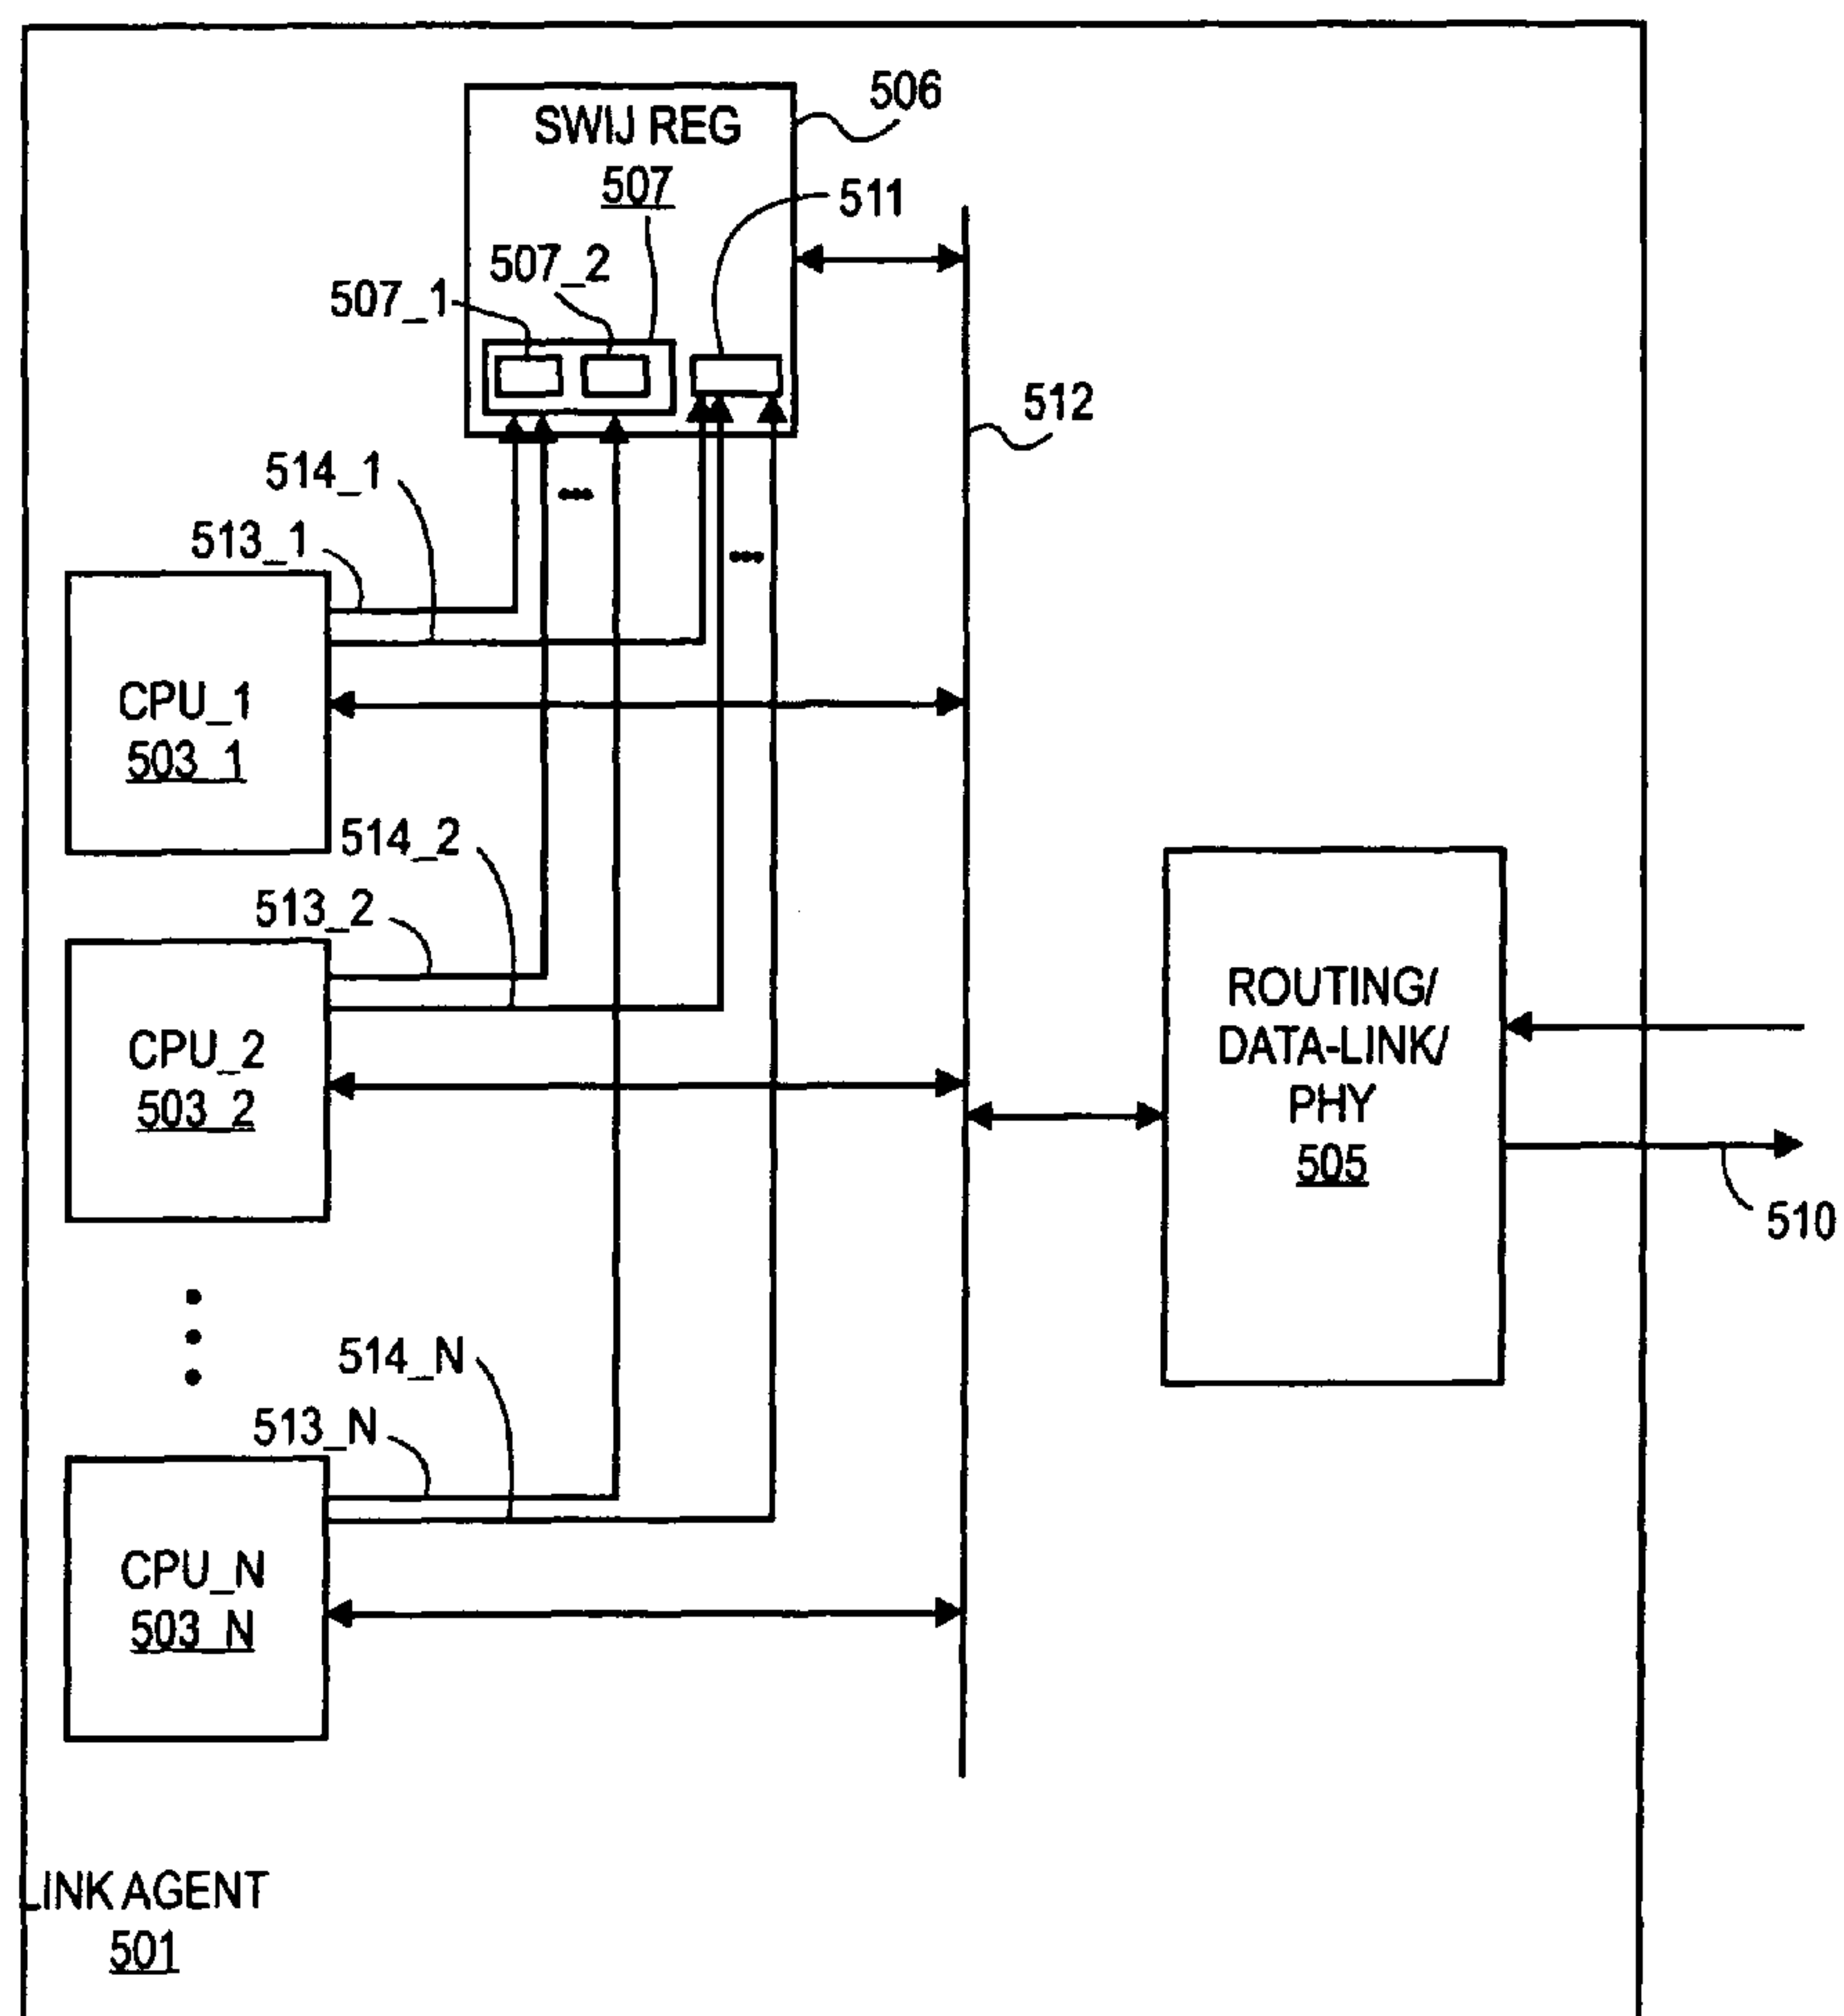 506
SWIJ REG
507
511
507_2
507_1
512
514_1
513_1
CPU_1
503_1
514_2
513_2
CPU_2
503_2
ROUTING/
DATA-LINK/
PHY
505
510
514_N
513_N
CPU_N
503_N
LINK AGENT
501